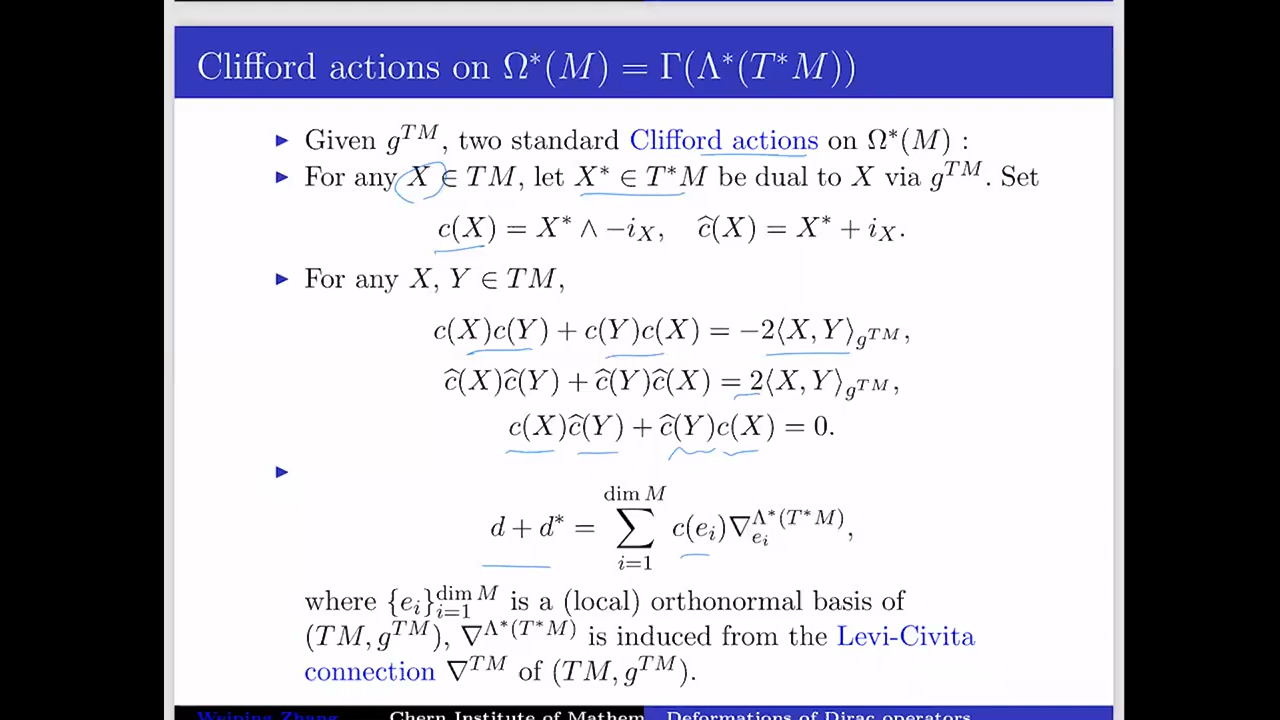 Clifford actions on Ω*(M) = Γ(Λ*(T*M))
▶ Given g^{TM}, two standard Clifford actions on Ω*(M) :
▶ For any X ∈ TM, let X* ∈ T*M be dual to X via g^{TM}. Set
c(X) = X* ∧ −i_X, ĉ(X) = X* + i_X.
▶ For any X, Y ∈ TM,
c(X)c(Y) + c(Y)c(X) = −2⟨X, Y⟩_{g^{TM}},
ĉ(X)ĉ(Y) + ĉ(Y)ĉ(X) = 2⟨X, Y⟩_{g^{TM}},
c(X)ĉ(Y) + ĉ(Y)c(X) = 0.
▶
d + d* = ∑_{i=1}^{dim M} c(e_i)∇_{e_i}^{Λ*(T*M)},
where {e_i}_{i=1}^{dim M} is a (local) orthonormal basis of
(TM, g^{TM}), ∇^{Λ*(T*M)} is induced from the Levi-Civita
connection ∇^{TM} of (TM, g^{TM}).
Weiping Zhang Chern Institute of Mathem Deformations of Dirac operators